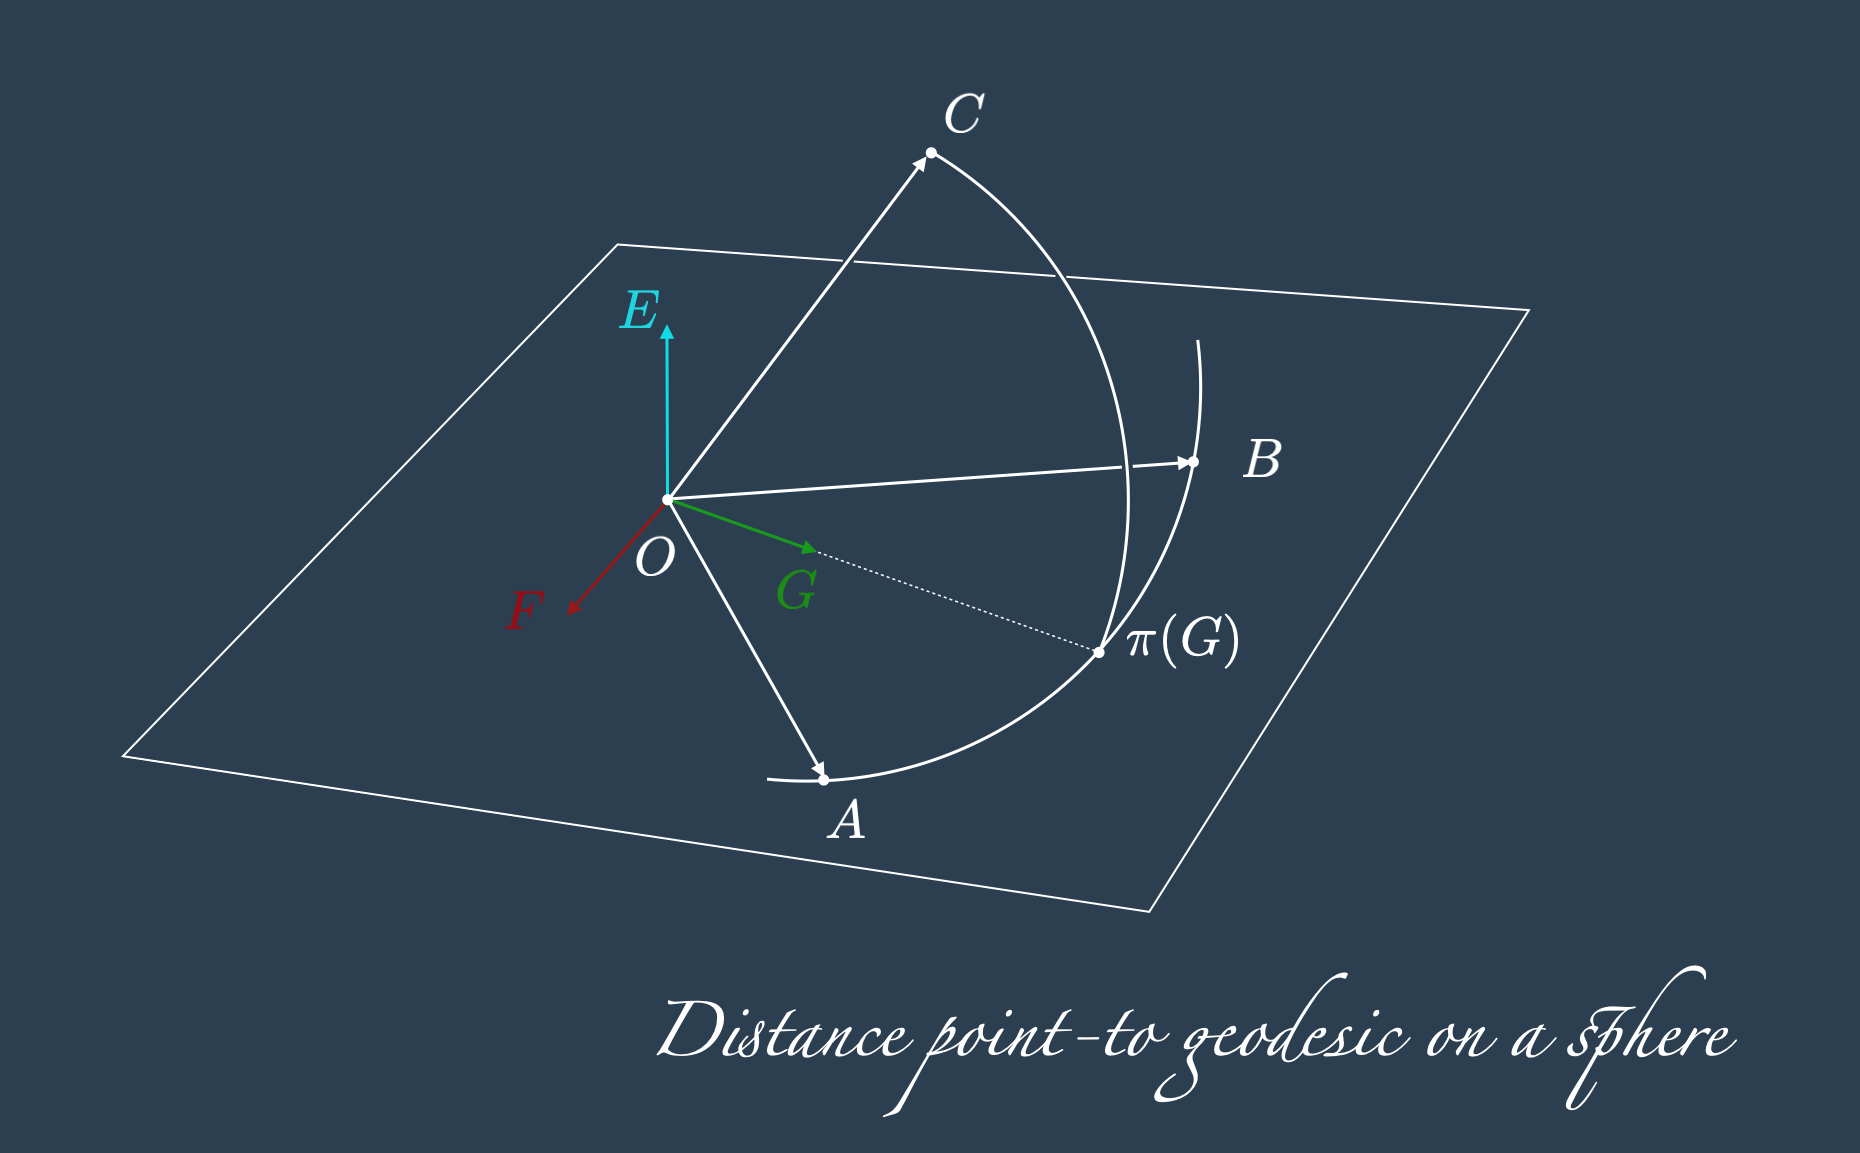 C
E
B
O
G
F
π(G)
A
Distance point-to geodesic on a sphere